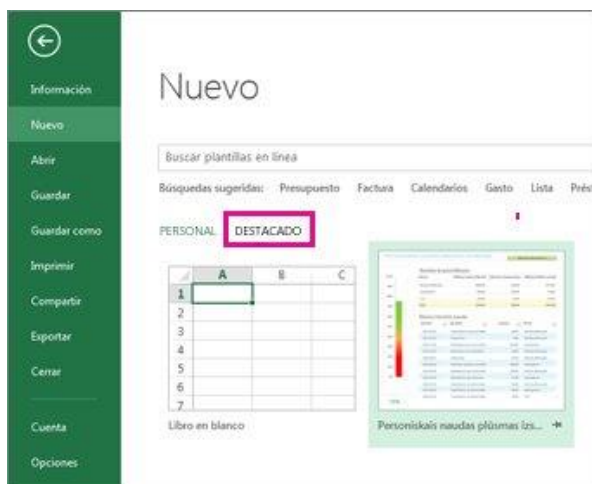 Información
Nuevo
Abrir
Guardar
Guardar como
Imprimir
Compartir
Exportar
Cerrar
Cuenta
Opciones
Nuevo
Buscar plantillas en línea
Búsquedas sugeridas: Presupuesto Factura Calendarios Gasto Lista Prést
PERSONAL DESTACADO
A B C
1
2
3
4
5
6
7
Libro en blanco
Personiskais naudas plūsmas izs...